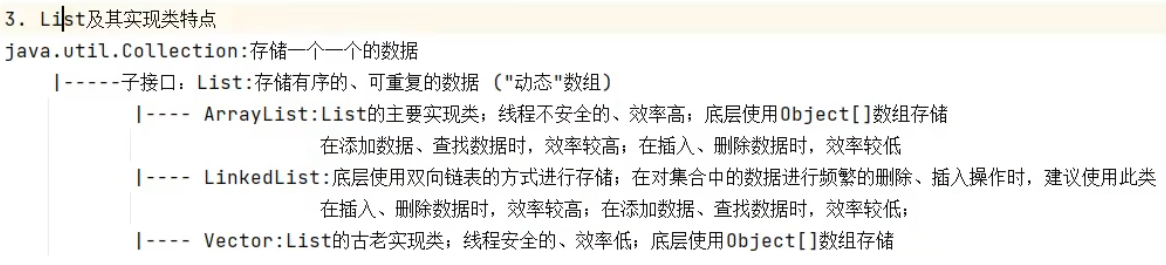 3. List及其实现类特点
java.util.Collection:存储一个一个的数据
|-----子接口：List:存储有序的、可重复的数据 ("动态"数组)
|---- ArrayList:List的主要实现类；线程不安全的、效率高；底层使用Object[]数组存储
在添加数据、查找数据时，效率较高；在插入、删除数据时，效率较低
|---- LinkedList:底层使用双向链表的方式进行存储；在对集合中的数据进行频繁的删除、插入操作时，建议使用此类
在插入、删除数据时，效率较高；在添加数据、查找数据时，效率较低；
|---- Vector:List的古老实现类；线程安全的、效率低；底层使用Object[]数组存储